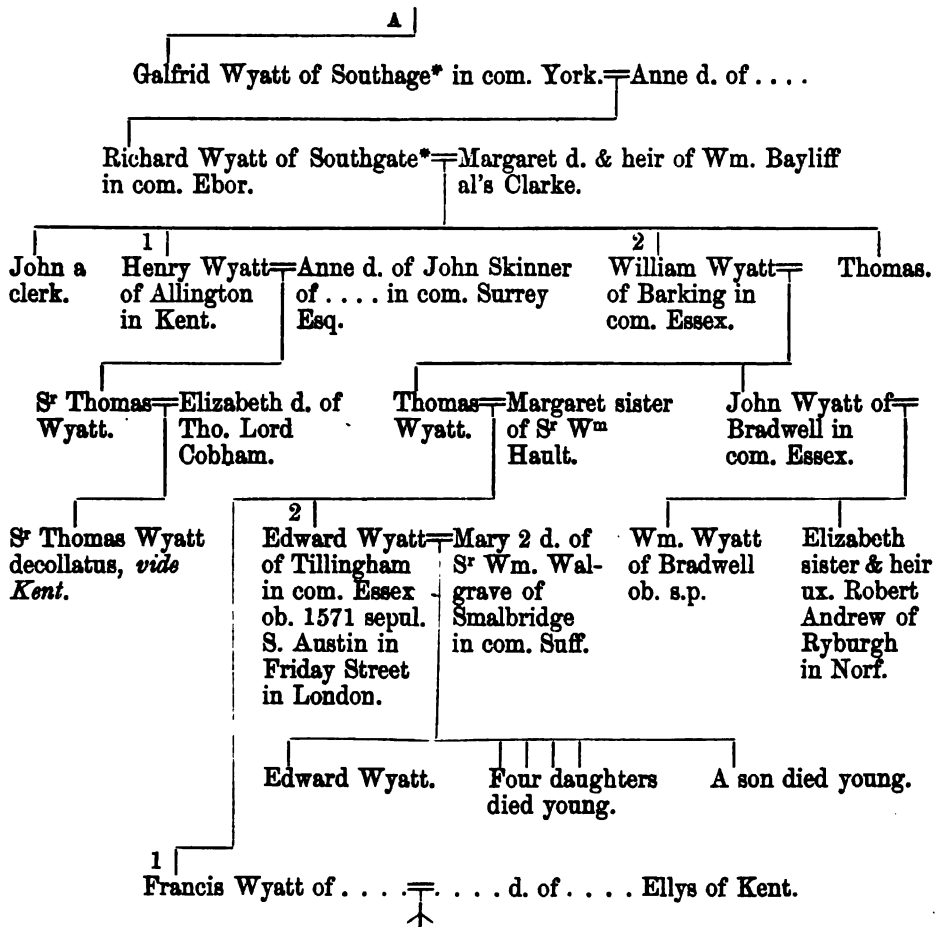 A
Galfrid Wyatt of Southage* in com. York.=Anne d. of . . . .
Richard Wyatt of Southgate*=Margaret d. & heir of Wm. Bayliff
in com. Ebor. al's Clarke.
1 2
John a Henry Wyatt=Anne d. of John Skinner William Wyatt= Thomas.
clerk. of Allington of . . . . in com. Surrey of Barking in
in Kent. Esq. com. Essex.
Sr Thomas=Elizabeth d. of Thomas=Margaret sister John Wyatt of=
Wyatt. Tho. Lord Wyatt. of Sr Wm Bradwell in
Cobham. Hault. com. Essex.
2
Sr Thomas Wyatt Edward Wyatt=Mary 2 d. of Wm. Wyatt Elizabeth
decollatus, vide of Tillingham Sr Wm. Wal- of Bradwell sister & heir
Kent. in com. Essex grave of ob. s.p. ux. Robert
ob. 1571 sepul. Smalbridge Andrew of
S. Austin in in com. Suff. Ryburgh
Friday Street in Norf.
in London.
Edward Wyatt. Four daughters A son died young.
died young.
1
Francis Wyatt of . . . .=. . . . d. of . . . . Ellys of Kent.